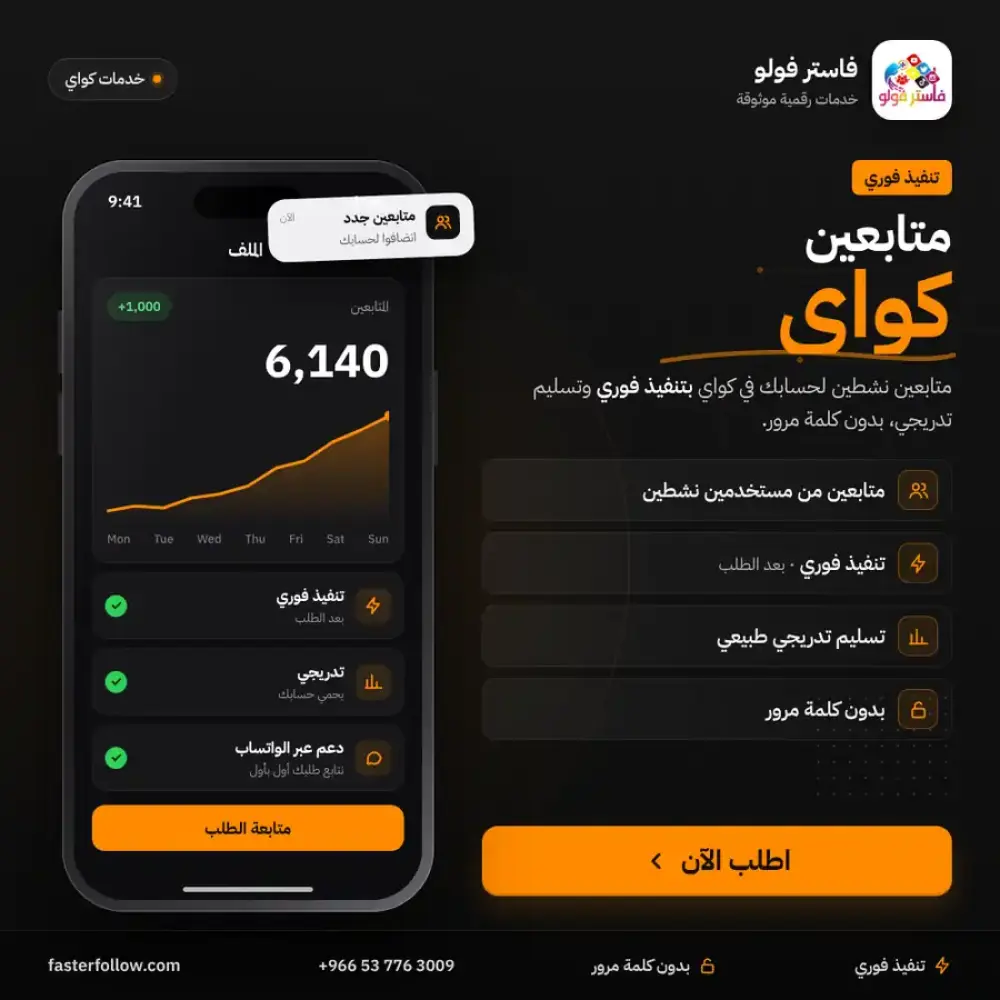 فاستر فولو
فاستر فولو
خدمات رقمية موثوقة
خدمات كواي
تنفيذ فوري
متابعين
كواي
متابعين نشطين لحسابك في كواي بتنفيذ فوري وتسليم
تدريجي، بدون كلمة مرور.
متابعين من مستخدمين نشطين
تنفيذ فوري · بعد الطلب
تسليم تدريجي طبيعي
بدون كلمة مرور
اطلب الآن
9:41
متابعين جدد
الآن
انضافوا لحسابك
الملف
المتابعين
+1,000
6,140
Mon Tue Wed Thu Fri Sat Sun
تنفيذ فوري
بعد الطلب
تدريجي
يحمي حسابك
دعم عبر الواتساب
نتابع طلبك أول بأول
متابعة الطلب
تنفيذ فوري
بدون كلمة مرور
+966 53 776 3009
fasterfollow.com